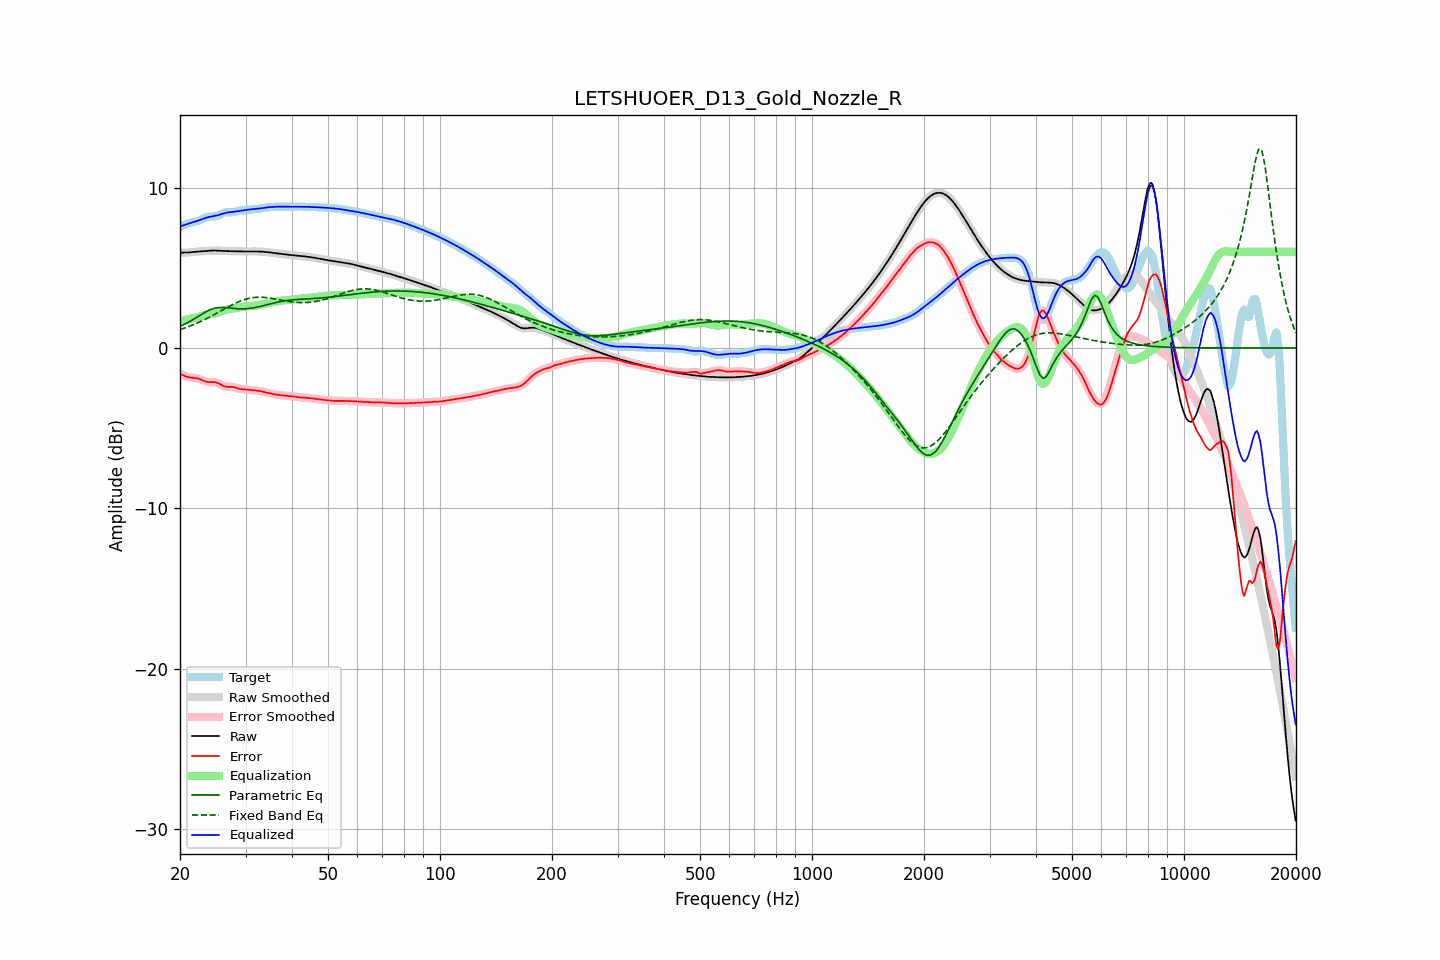 LETSHUOER_D13_Gold_Nozzle_R
Amplitude (dBr)
10
0
−10
−20
−30
Target
Raw Smoothed
Error Smoothed
Raw
Error
Equalization
Parametric Eq
Fixed Band Eq
Equalized
20 50 100 200 500 1000 2000 5000 10000 20000
Frequency (Hz)